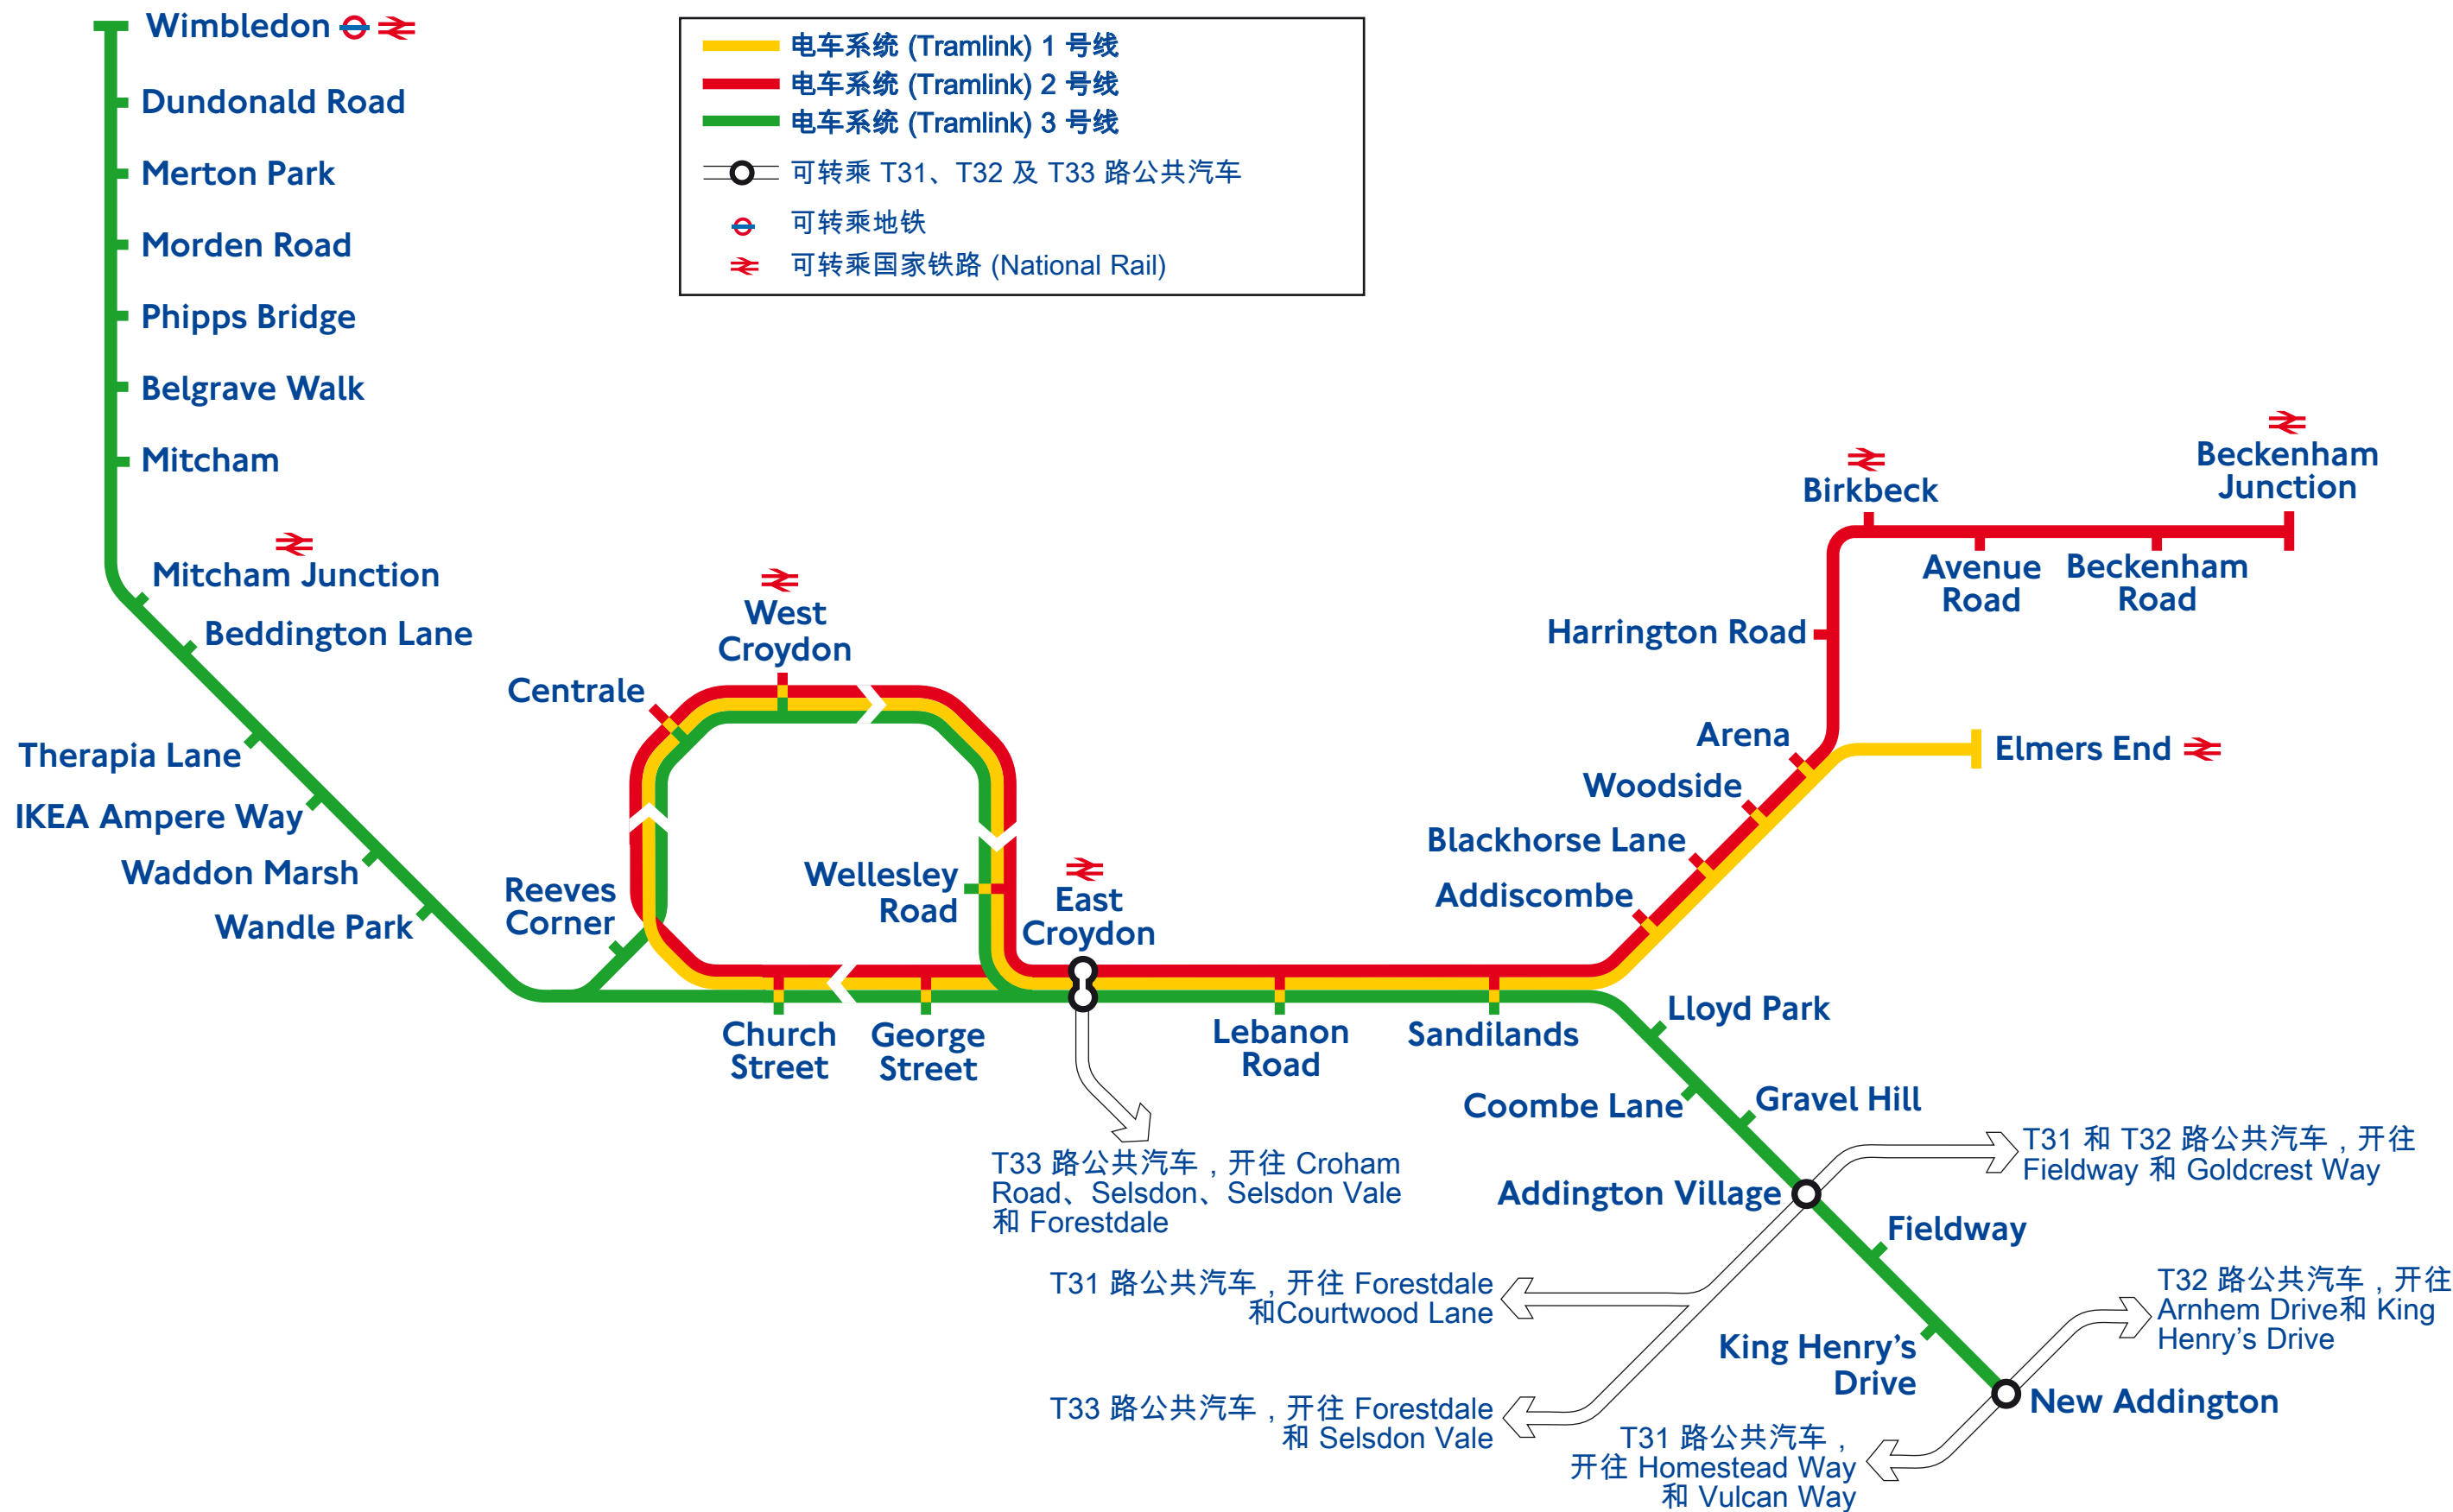 Wimbledon
Dundonald Road
Merton Park
Morden Road
Phipps Bridge
Belgrave Walk
Mitcham
Mitcham Junction
Beddington Lane
Therapia Lane
IKEA Ampere Way
Waddon Marsh
Wandle Park
电车系统 (Tramlink) 1 号线
电车系统 (Tramlink) 2 号线
电车系统 (Tramlink) 3 号线
可转乘 T31、T32 及 T33 路公共汽车
可转乘地铁
可转乘国家铁路 (National Rail)
Reeves
Corner
Centrale
West
Croydon
Wellesley
Road
Church
Street
George
Street
East
Croydon
Lebanon
Road
Sandilands
Addiscombe
Blackhorse Lane
Woodside
Arena
Elmers End
Harrington Road
Birkbeck
Avenue
Road
Beckenham
Road
Beckenham
Junction
Lloyd Park
Coombe Lane
Gravel Hill
Addington Village
Fieldway
King Henry’s
Drive
New Addington
T33 路公共汽车，开往 Croham
Road、Selsdon、Selsdon Vale
和 Forestdale
T31 和 T32 路公共汽车，开往
Fieldway 和 Goldcrest Way
T31 路公共汽车，开往 Forestdale
和Courtwood Lane
T33 路公共汽车，开往 Forestdale
和 Selsdon Vale
T32 路公共汽车，开往
Arnhem Drive和 King
Henry’s Drive
T31 路公共汽车，
开往 Homestead Way
和 Vulcan Way